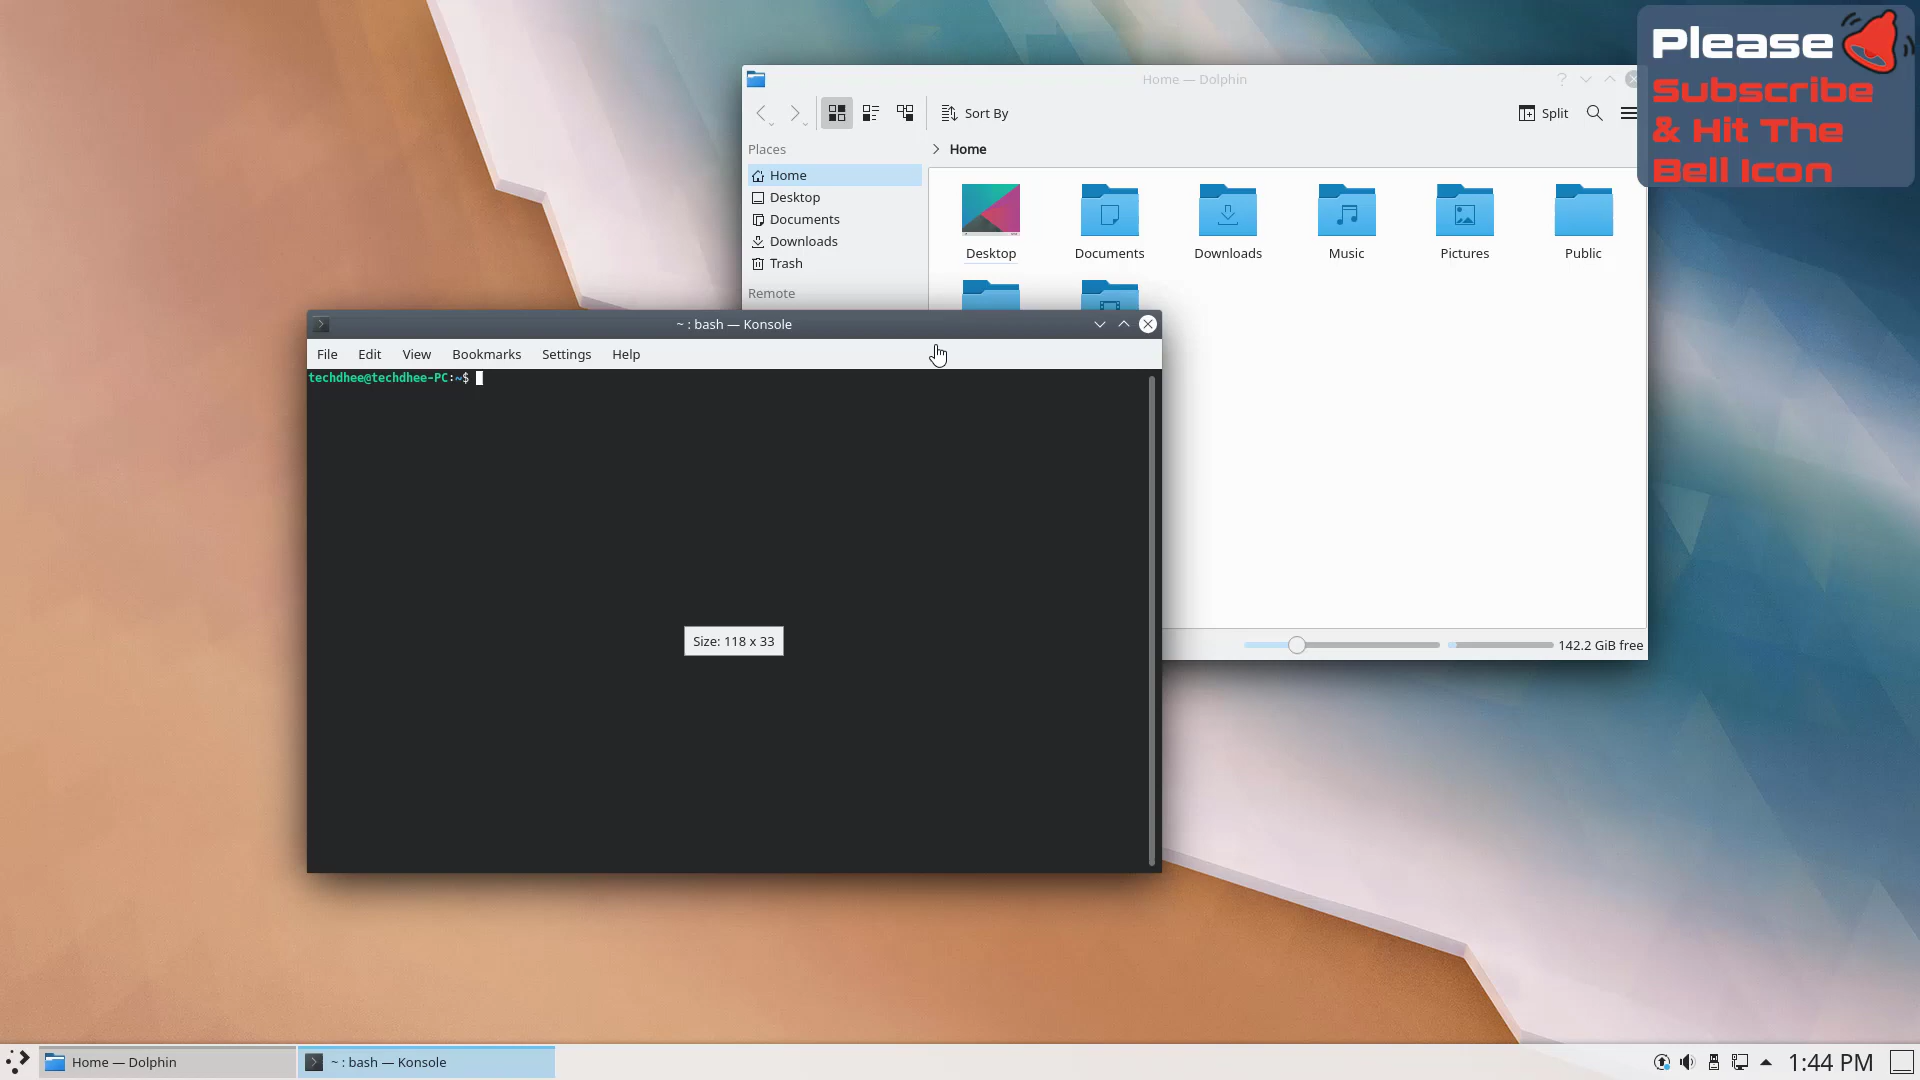 Please
Subscribe
& Hit The
Bell Icon
Home — Dolphin
Sort By
Split
Places
Home
Home
Desktop
Documents
Downloads
Trash
Remote
Desktop
Documents
Downloads
Music
Pictures
Public
142.2 GiB free
~ : bash — Konsole
File Edit View Bookmarks Settings Help
techdhee@techdhee-PC:~$
Size: 118 x 33
Home — Dolphin
~ : bash — Konsole
1:44 PM